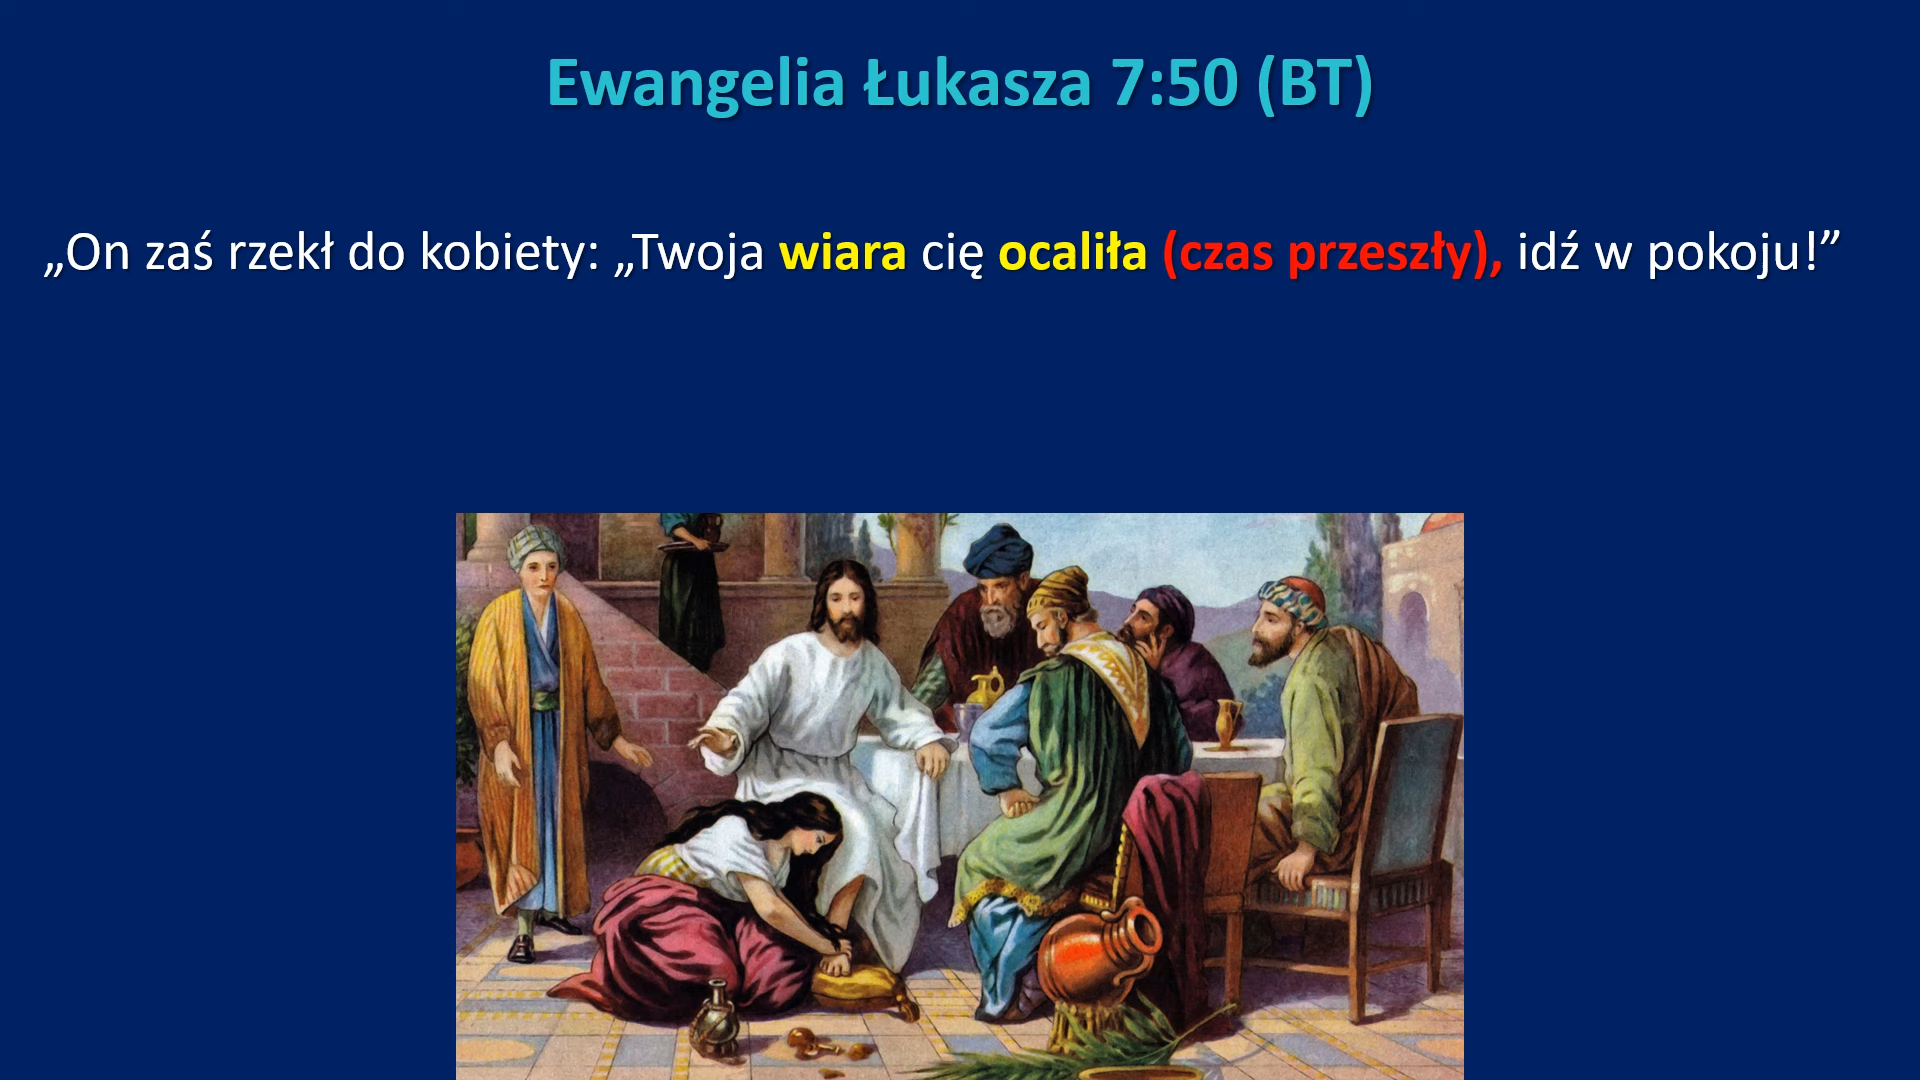 Ewangelia Łukasza 7:50 (BT)
„On zaś rzekł do kobiety: „Twoja wiara cię ocaliła (czas przeszły), idź w pokoju!”